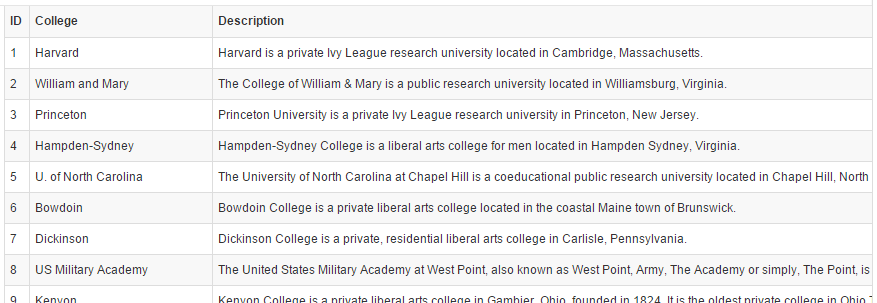 ID College Description
1 Harvard Harvard is a private Ivy League research university located in Cambridge, Massachusetts.
2 William and Mary The College of William & Mary is a public research university located in Williamsburg, Virginia.
3 Princeton Princeton University is a private Ivy League research university in Princeton, New Jersey.
4 Hampden-Sydney Hampden-Sydney College is a liberal arts college for men located in Hampden Sydney, Virginia.
5 U. of North Carolina The University of North Carolina at Chapel Hill is a coeducational public research university located in Chapel Hill, North
6 Bowdoin Bowdoin College is a private liberal arts college located in the coastal Maine town of Brunswick.
7 Dickinson Dickinson College is a private, residential liberal arts college in Carlisle, Pennsylvania.
8 US Military Academy The United States Military Academy at West Point, also known as West Point, Army, The Academy or simply, The Point, is
9 Kenyon Kenyon College is a private liberal arts college in Gambier, Ohio, founded in 1824. It is the oldest private college in Ohio